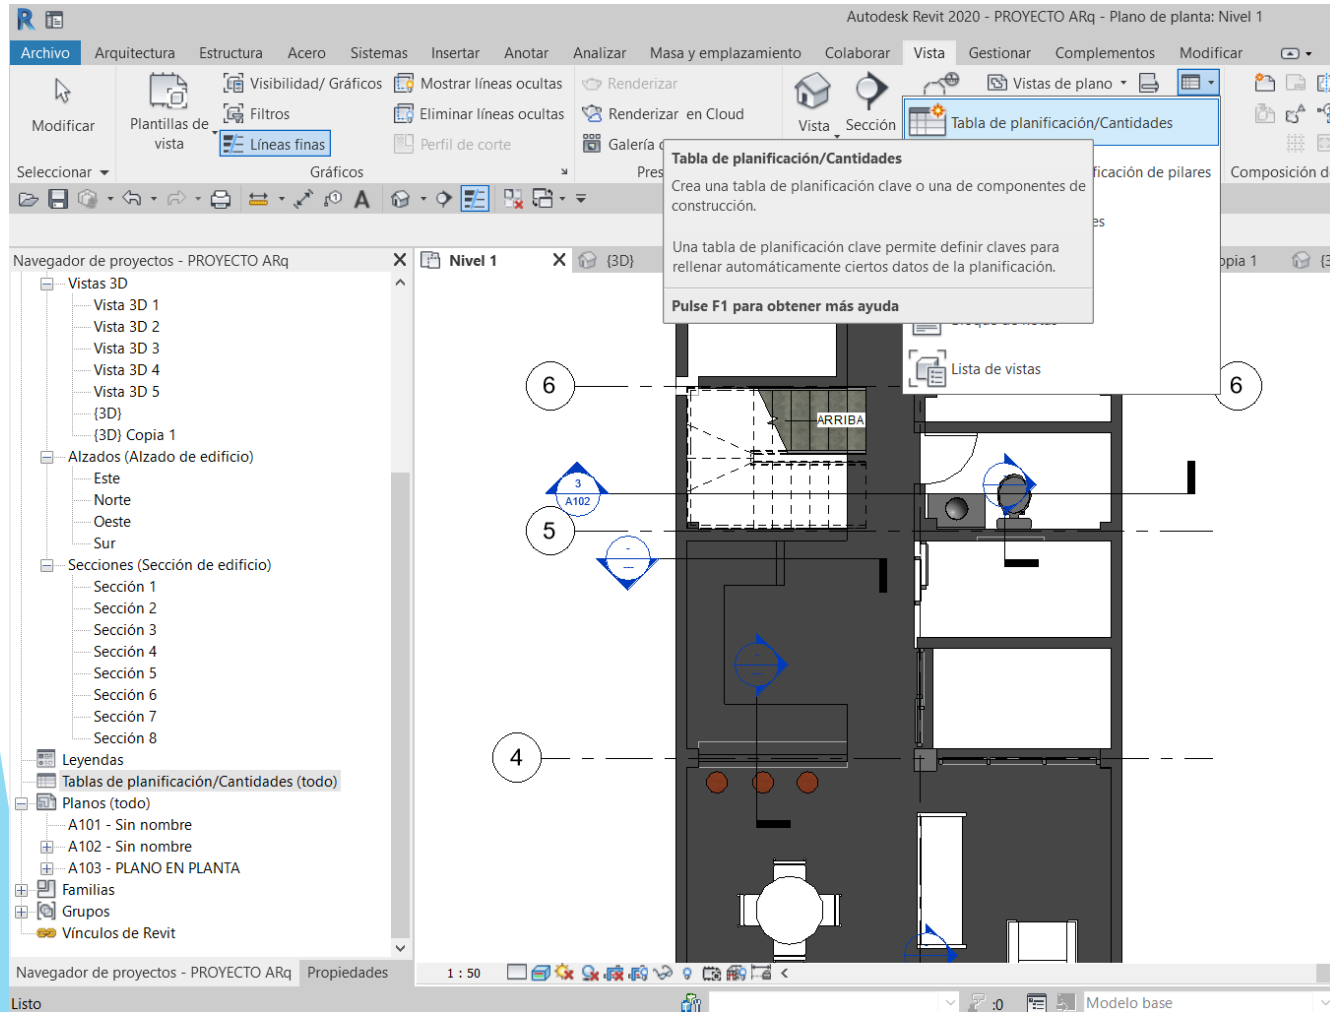 Autodesk Revit 2020 - PROYECTO ARq - Plano de planta: Nivel 1
Archivo Arquitectura Estructura Acero Sistemas Insertar Anotar Analizar Masa y emplazamiento Colaborar Vista Gestionar Complementos Modificar
Modificar
Plantillas de
vista
Visibilidad/ Gráficos
Filtros
Líneas finas
Mostrar líneas ocultas
Eliminar líneas ocultas
Perfil de corte
Renderizar
Renderizar en Cloud
Galería
Vista
Sección
Vistas de plano
Tabla de planificación/Cantidades
Seleccionar
Gráficos
Pres
ficación de pilares
Composición d
es
Tabla de planificación/Cantidades
Crea una tabla de planificación clave o una de componentes de
construcción.
Una tabla de planificación clave permite definir claves para
rellenar automáticamente ciertos datos de la planificación.
Pulse F1 para obtener más ayuda
Lista de vistas
Navegador de proyectos - PROYECTO ARq
Nivel 1
{3D}
opia 1
Vistas 3D
Vista 3D 1
Vista 3D 2
Vista 3D 3
Vista 3D 4
Vista 3D 5
{3D}
{3D} Copia 1
Alzados (Alzado de edificio)
Este
Norte
Oeste
Sur
Secciones (Sección de edificio)
Sección 1
Sección 2
Sección 3
Sección 4
Sección 5
Sección 6
Sección 7
Sección 8
Leyendas
Tablas de planificación/Cantidades (todo)
Planos (todo)
A101 - Sin nombre
A102 - Sin nombre
A103 - PLANO EN PLANTA
Familias
Grupos
Vínculos de Revit
6
6
ARRIBA
3
A102
5
4
Navegador de proyectos - PROYECTO ARq Propiedades
1 : 50
Listo
:0
Modelo base